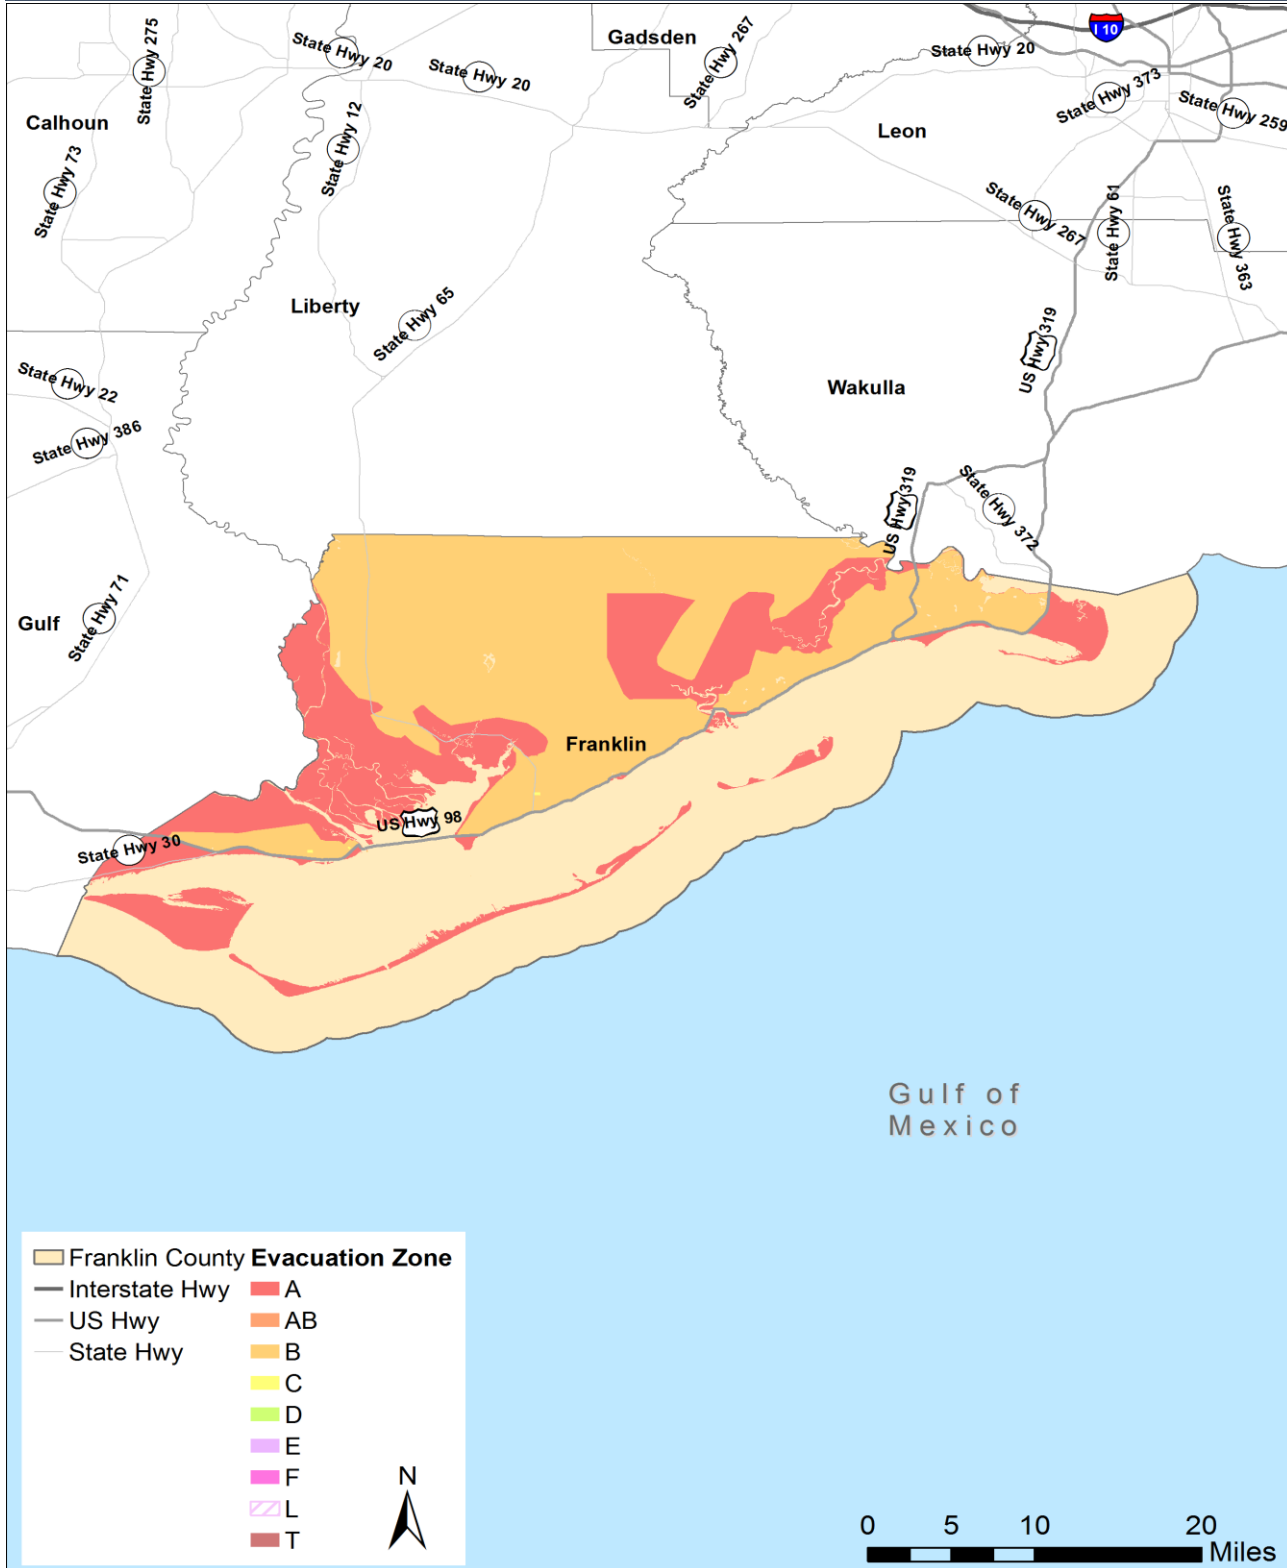 State Hwy 275
State Hwy 20
State Hwy 20
Gadsden
State Hwy 267
State Hwy 20
I 10
State Hwy 373
State Hwy 259
Calhoun
State Hwy 12
Leon
State Hwy 73
State Hwy 267
State Hwy 61
State Hwy 363
Liberty
State Hwy 65
US Hwy 319
State Hwy 22
Wakulla
State Hwy 386
US Hwy 319
State Hwy 372
Gulf
State Hwy 71
Franklin
US Hwy 98
State Hwy 30
Gulf of
Mexico
Franklin County
Interstate Hwy
US Hwy
State Hwy
Evacuation Zone
A
AB
B
C
D
E
F
L
T
N
0 5 10 20
Miles